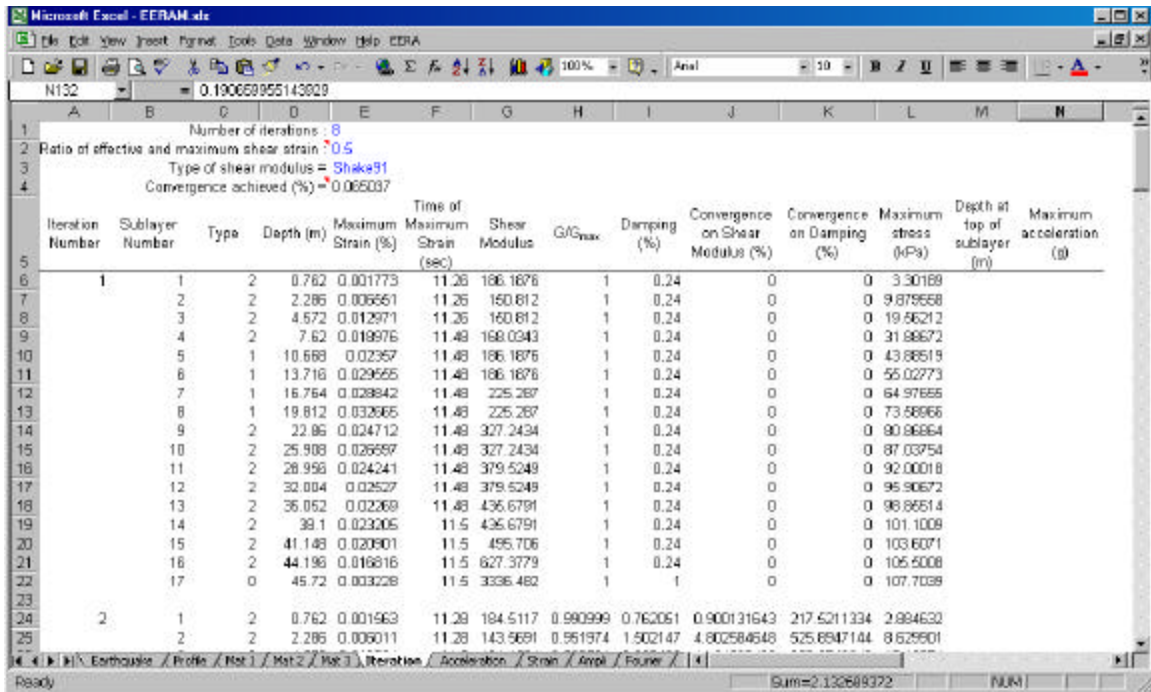 Microsoft Excel - EERAM.xls
File Edit View Insert Format Tools Data Window Help EERA
100% Arial 10 B I U
N132 = 0.190659955143929
A B C D E F G H I J K L M N
1 Number of iterations : 8
2 Ratio of effective and maximum shear strain : 0.5
3 Type of shear modulus = Shake91
4 Convergence achieved (%) = 0.065037
5 Iteration Number Sublayer Number Type Depth (m) Maximum Strain (%) Time of Maximum Strain (sec) Shear Modulus G/Gmax Damping (%) Convergence on Shear Modulus (%) Convergence on Damping (%) Maximum stress (kPa) Depth at top of sublayer (m) Maximum acceleration (g)
6 1 1 2 0.762 0.001773 11.26 186.1876 1 0.24 0 0 3.30189
7 2 2 2.286 0.006551 11.26 150.812 1 0.24 0 0 9.879558
8 3 2 4.572 0.012971 11.26 150.812 1 0.24 0 0 19.56212
9 4 2 7.62 0.018976 11.48 168.0343 1 0.24 0 0 31.88672
10 5 1 10.668 0.02357 11.48 186.1876 1 0.24 0 0 43.88519
11 6 1 13.716 0.029555 11.48 186.1876 1 0.24 0 0 55.02773
12 7 1 16.764 0.028842 11.48 225.287 1 0.24 0 0 64.97655
13 8 1 19.812 0.032665 11.48 225.287 1 0.24 0 0 73.58966
14 9 2 22.86 0.024712 11.48 327.2434 1 0.24 0 0 80.86864
15 10 2 25.908 0.026597 11.48 327.2434 1 0.24 0 0 87.03754
16 11 2 28.956 0.024241 11.48 379.5249 1 0.24 0 0 92.00018
17 12 2 32.004 0.02527 11.48 379.5249 1 0.24 0 0 95.90672
18 13 2 35.052 0.02269 11.48 435.6791 1 0.24 0 0 98.85514
19 14 2 38.1 0.023205 11.5 435.6791 1 0.24 0 0 101.1009
20 15 2 41.148 0.020901 11.5 495.706 1 0.24 0 0 103.6071
21 16 2 44.196 0.016816 11.5 627.3779 1 0.24 0 0 105.5008
22 17 0 45.72 0.003228 11.5 3336.482 1 1 0 0 107.7039
23
24 2 1 2 0.762 0.001563 11.28 184.5117 0.990999 0.762051 0.900131643 217.5211334 2.884632
25 2 2 2.286 0.006011 11.28 143.5691 0.951974 1.502147 4.802584648 525.8947144 8.629901
Earthquake / Profile / Mat 1 / Mat 2 / Mat 3 \ Iteration / Acceleration / Strain / Ampli / Fourier /
Ready Sum=2.132689372 NUM